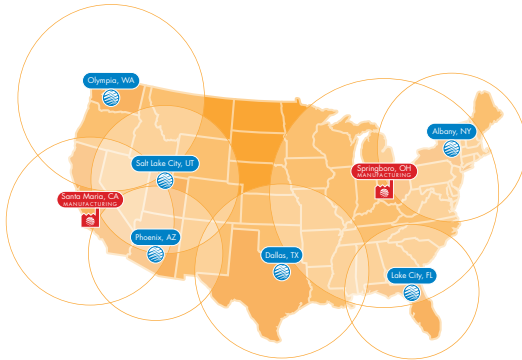 Olympia, WA
Albany, NY
Salt Lake City, UT
Springboro, OH
MANUFACTURING
Santa Maria, CA
MANUFACTURING
Phoenix, AZ
Dallas, TX
Lake City, FL